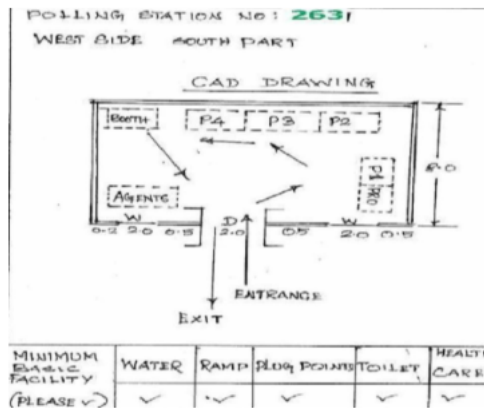 POLLING STATION NO: 263
WEST SIDE SOUTH PART
CAD DRAWING
BOOTH P4 P3 P2
P1 PRO
6.0
AGENTS
W D W
0.2 2.0 0.5 2.0 0.5 2.0 0.5
ENTRANCE
EXIT
MINIMUM BASIC FACILITY WATER RAMP PLUG POINTS TOILET HEALTH CARE
(PLEASE ✓) ✓ ✓ ✓ ✓ ✓